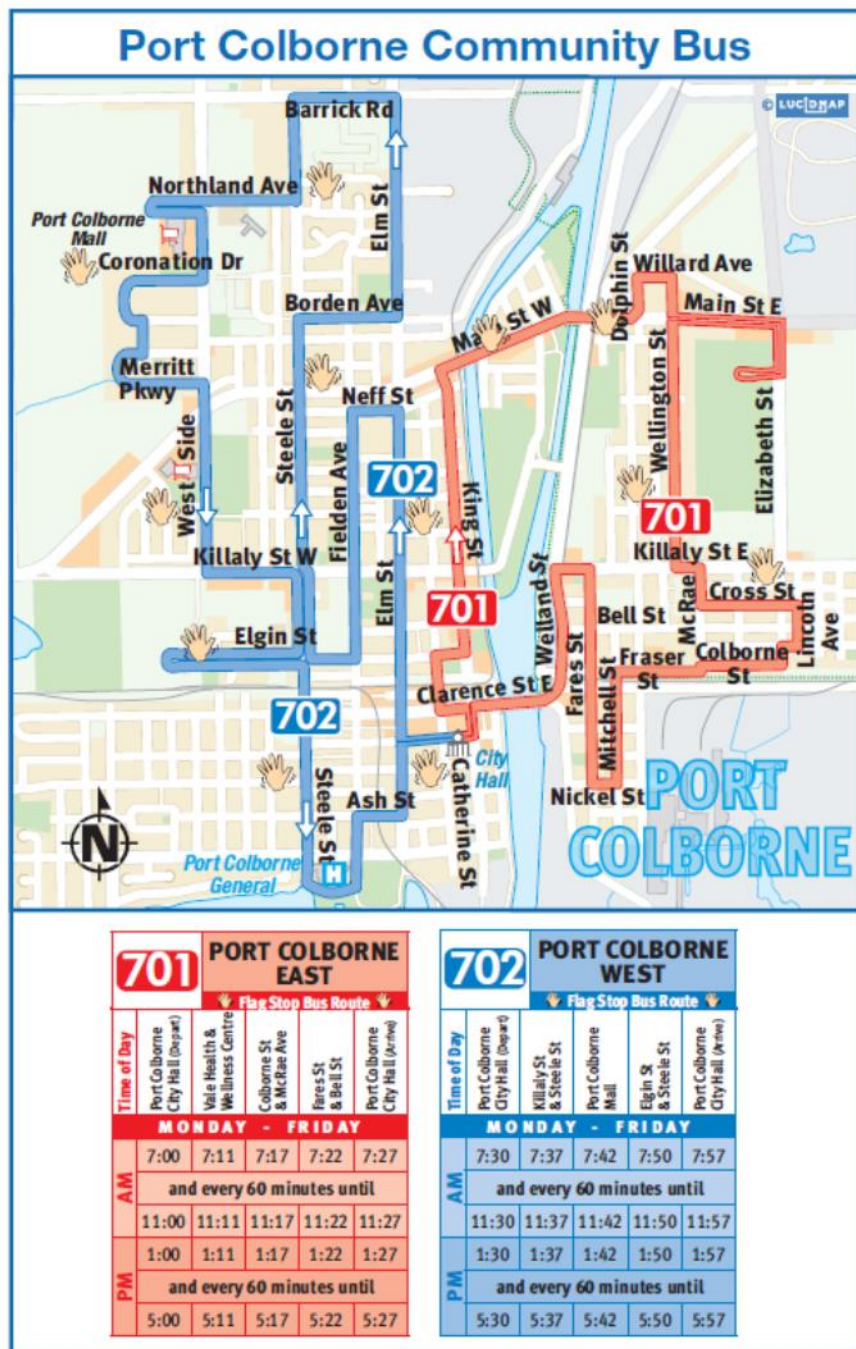 Port Colborne Community Bus
© LUCIDMAP
Barrick Rd
Northland Ave
Port Colborne
Mall
Elm St
Coronation Dr
Dolphin St
Willard Ave
Borden Ave
Main St W
Main St E
Merritt
Pkwy
Steele St
Neff St
Wellington St
Elizabeth St
West Side
Fielden Ave
702
King St
701
Killaly St W
Killaly St E
Elm St
701
Welland St
McRae
Cross St
Bell St
Lincoln
Ave
Elgin St
Fares St
Mitchell St
Fraser
St
Colborne
St
Clarence St E
702
City
Hall
Steele St
Ash St
Catherine St
Nickel St
PORT
COLBORNE
N
Port Colborne
General
H
701
PORT COLBORNE
EAST
Flag Stop Bus Route
Time of Day
Port Colborne
City Hall (Depart)
Vale Health &
Wellness Centre
Colborne St
& McRae Ave
Fares St
& Bell St
Port Colborne
City Hall (Arrive)
MONDAY - FRIDAY
AM
7:00 7:11 7:17 7:22 7:27
and every 60 minutes until
11:00 11:11 11:17 11:22 11:27
PM
1:00 1:11 1:17 1:22 1:27
and every 60 minutes until
5:00 5:11 5:17 5:22 5:27
702
PORT COLBORNE
WEST
Flag Stop Bus Route
Time of Day
Port Colborne
City Hall (Depart)
Killaly St
& Steele St
Port Colborne
Mall
Elgin St
& Steele St
Port Colborne
City Hall (Arrive)
MONDAY - FRIDAY
AM
7:30 7:37 7:42 7:50 7:57
and every 60 minutes until
11:30 11:37 11:42 11:50 11:57
PM
1:30 1:37 1:42 1:50 1:57
and every 60 minutes until
5:30 5:37 5:42 5:50 5:57